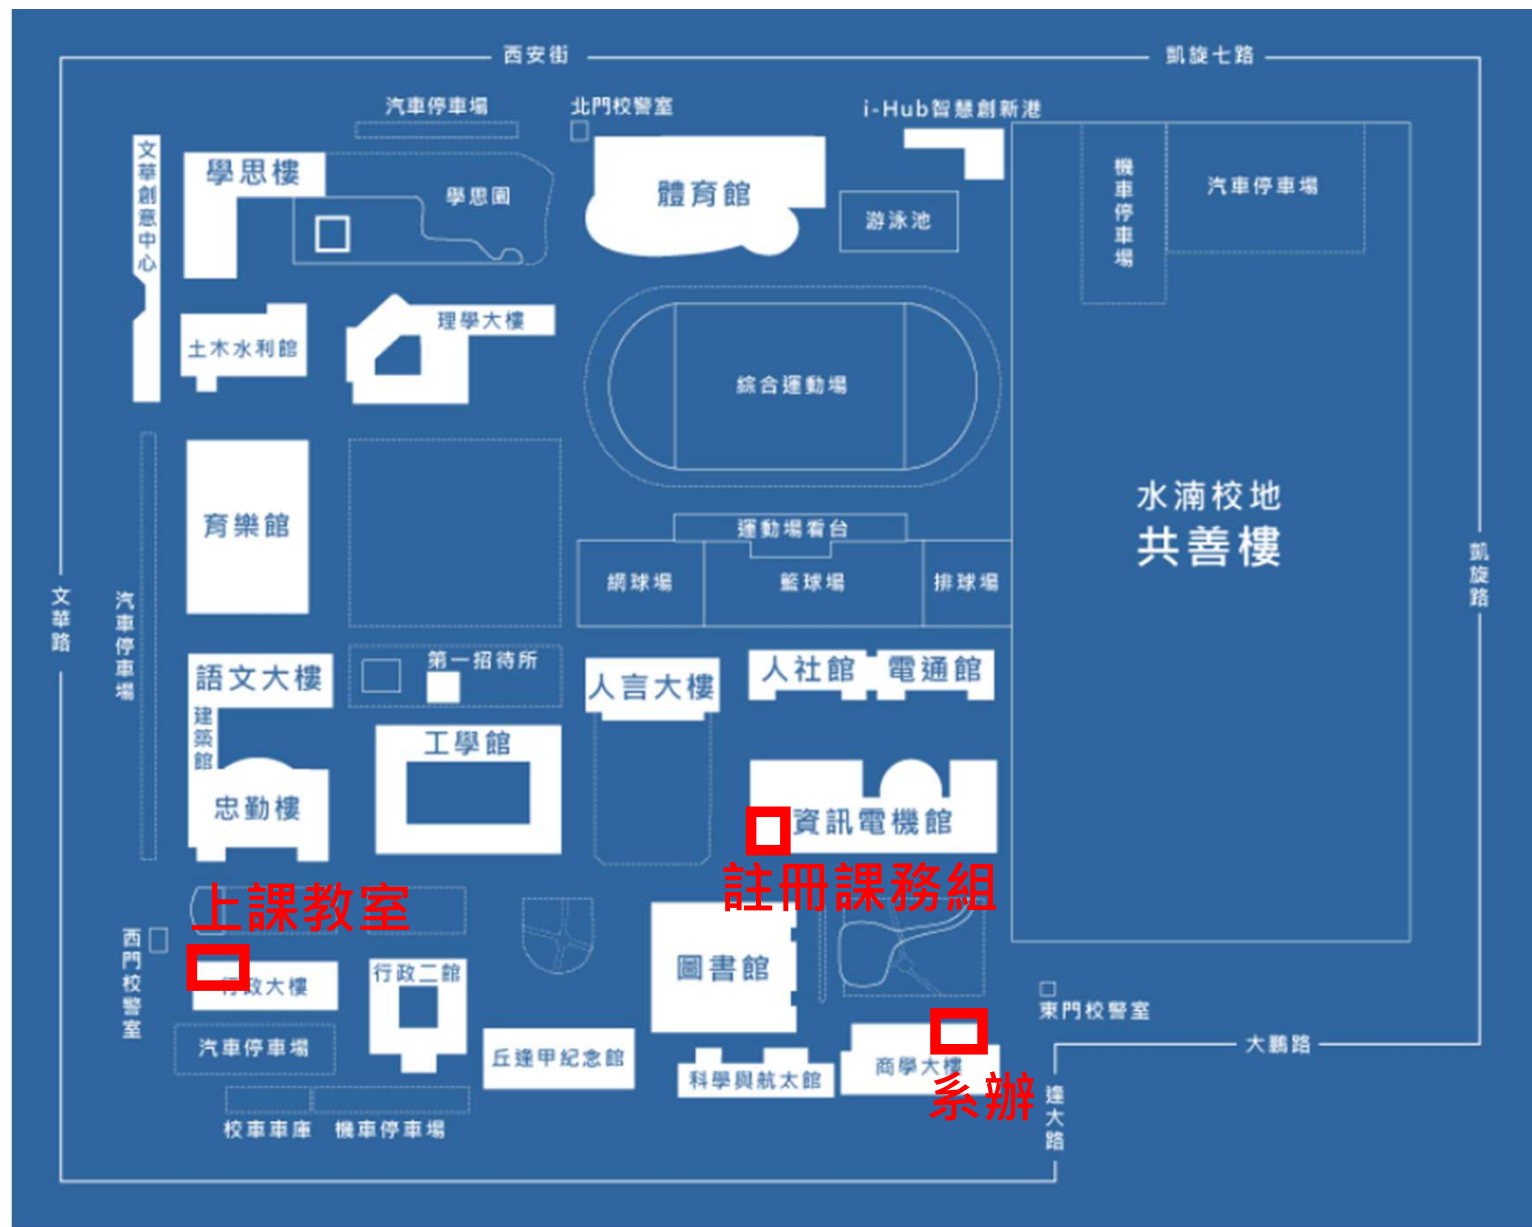 西安街
凱旋七路
汽車停車場
北門校警室
i-Hub智慧創新港
文華創意中心
學思樓
學思園
體育館
游泳池
機車停車場
汽車停車場
土木水利館
理學大樓
綜合運動場
育樂館
運動場看台
網球場
籃球場
排球場
水湳校地
共善樓
凱旋路
文華路
汽車停車場
語文大樓
第一招待所
人言大樓
人社館
電通館
建築館
工學館
忠勤樓
資訊電機館
註冊課務組
上課教室
西門校警室
行政大樓
行政二館
圖書館
東門校警室
大鵬路
汽車停車場
丘逢甲紀念館
科學與航太館
商學大樓
系辦
逢大路
校車車庫
機車停車場